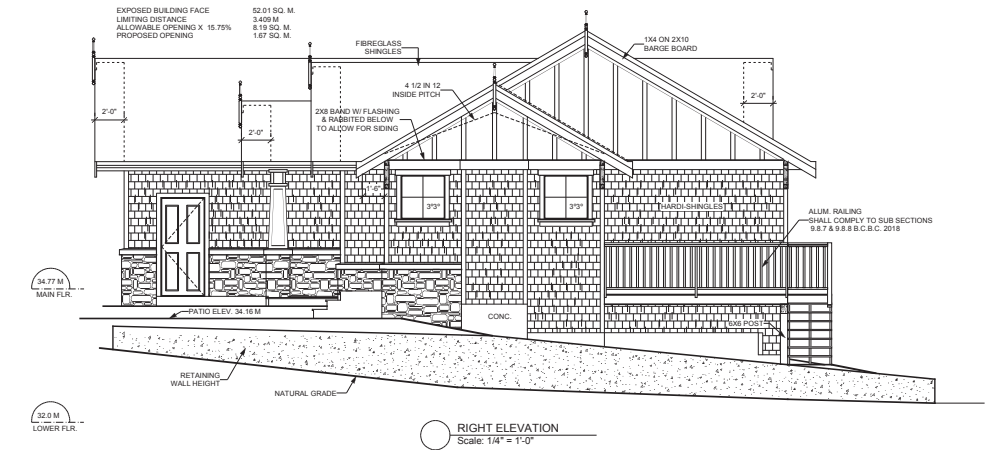 EXPOSED BUILDING FACE 52.01 SQ. M.
LIMITING DISTANCE 3.409 M
ALLOWABLE OPENING X 15.75% 8.19 SQ. M.
PROPOSED OPENING 1.67 SQ. M.
FIBREGLASS
SHINGLES
1X4 ON 2X10
BARGE BOARD
4 1/2 IN 12
INSIDE PITCH
2'-0"
2'-0"
2'-0"
2X8 BAND W/ FLASHING
& RABBITED BELOW
TO ALLOW FOR SIDING
1'-6"
3°3°
3°3°
HARDI-SHINGLES
ALUM. RAILING
SHALL COMPLY TO SUB SECTIONS
9.8.7 & 9.8.8 B.C.B.C. 2018
34.77 M
MAIN FLR.
PATIO ELEV. 34.16 M
CONC.
6X6 POST
RETAINING
WALL HEIGHT
NATURAL GRADE
32.0 M
LOWER FLR.
RIGHT ELEVATION
Scale: 1/4" = 1'-0"